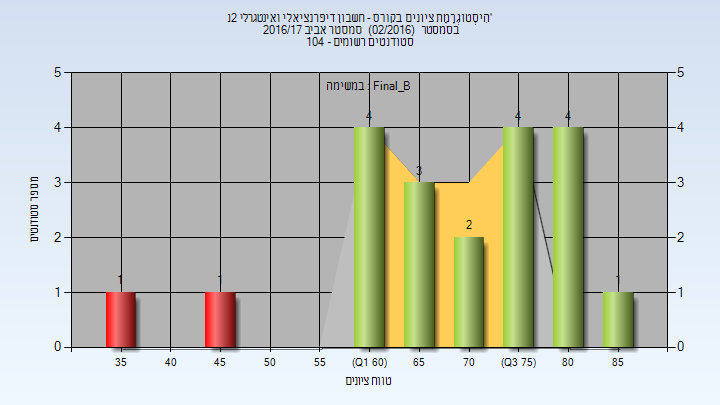 היסטוגרמת ציונים בקורס - חשבון דיפרנציאלי ואינטגרלי 2נ'
בסמסטר (02/2016) סמסטר אביב 2016/17
סטודנטים רשומים - 104
במשימה : Final_B
5 5
4 4
3 3
2 2
1 1
0 0
1 1 4 3 2 4 4 1
מספר סטודנטים
35 40 45 50 55 (Q1 60) 65 70 (Q3 75) 80 85
טווח ציונים